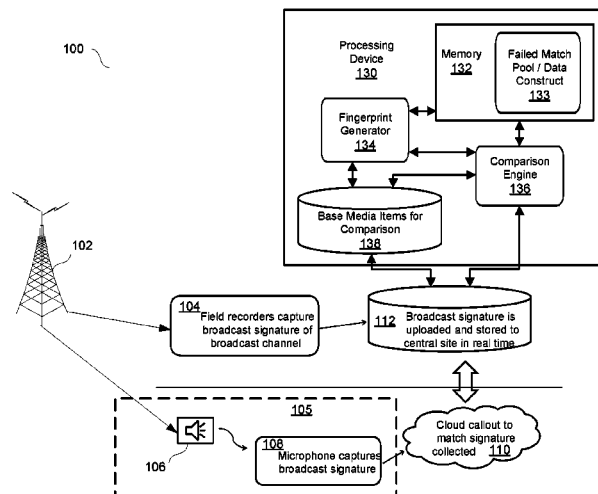 100
Processing
Device
130
Memory
132
Failed Match
Pool / Data
Construct
133
Fingerprint
Generator
134
Comparison
Engine
136
Base Media Items for
Comparison
138
102
104
Field recorders capture
broadcast signature of
broadcast channel
112
Broadcast signature is
uploaded and stored to
central site in real time
105
106
108
Microphone captures
broadcast signature
Cloud callout to
match signature
collected 110